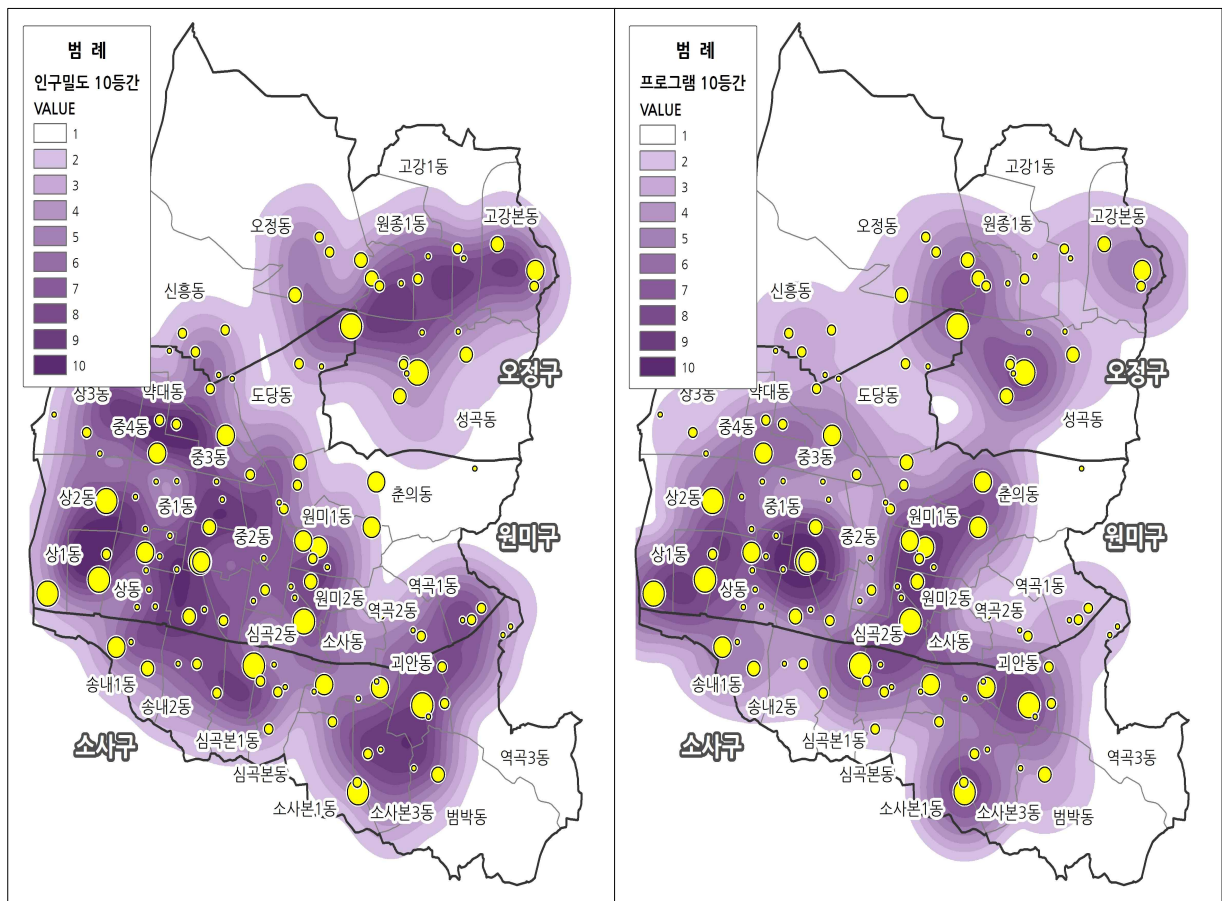 범 례
인구밀도 10등간
VALUE
1
2
3
4
5
6
7
8
9
10
고강1동
오정동
원종1동
고강본동
신흥동
오정구
상3동
약대동
도당동
성곡동
중4동
중3동
상2동
중1동
춘의동
원미1동
중2동
원미구
상1동
상동
원미2동
역곡1동
역곡2동
심곡2동
소사동
괴안동
송내1동
송내2동
소사구
심곡본1동
심곡본동
역곡3동
소사본1동
소사본3동
범박동
범 례
프로그램 10등간
VALUE
1
2
3
4
5
6
7
8
9
10
고강1동
오정동
원종1동
고강본동
신흥동
오정구
상3동
약대동
도당동
성곡동
중4동
중3동
상2동
중1동
춘의동
원미1동
중2동
원미구
상1동
상동
원미2동
역곡1동
역곡2동
심곡2동
소사동
괴안동
송내1동
송내2동
소사구
심곡본1동
심곡본동
역곡3동
소사본1동
소사본3동
범박동